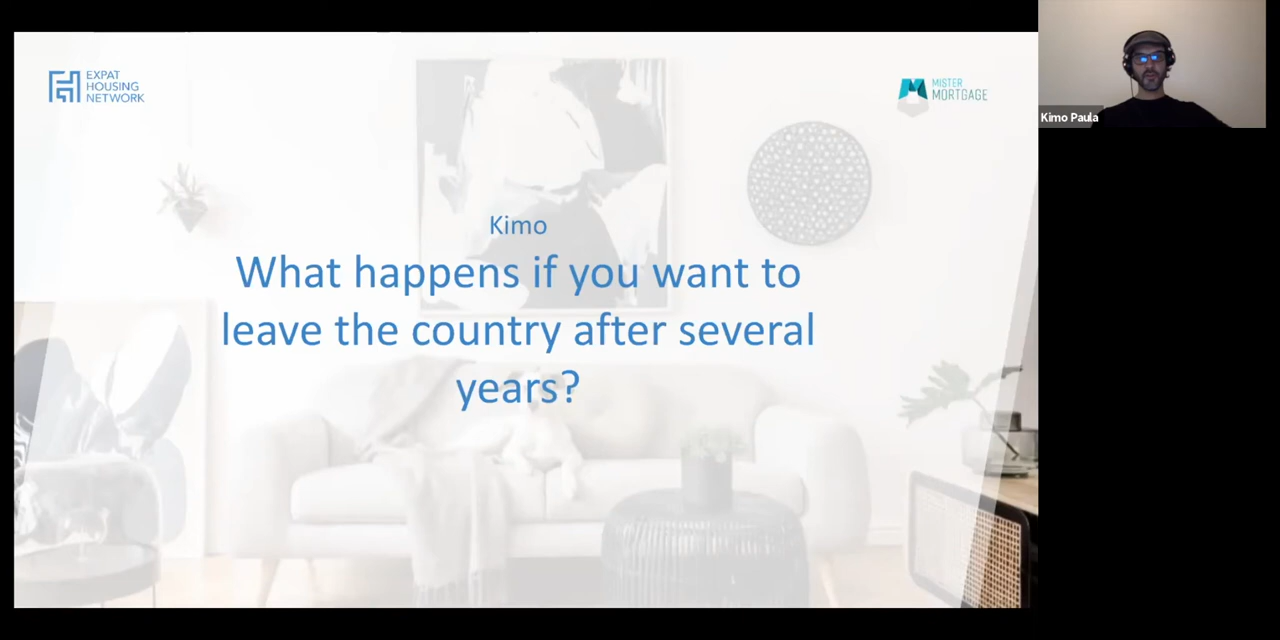 EXPAT
HOUSING
NETWORK
MISTER
MORTGAGE
Kimo Paula
Kimo
What happens if you want to
leave the country after several
years?